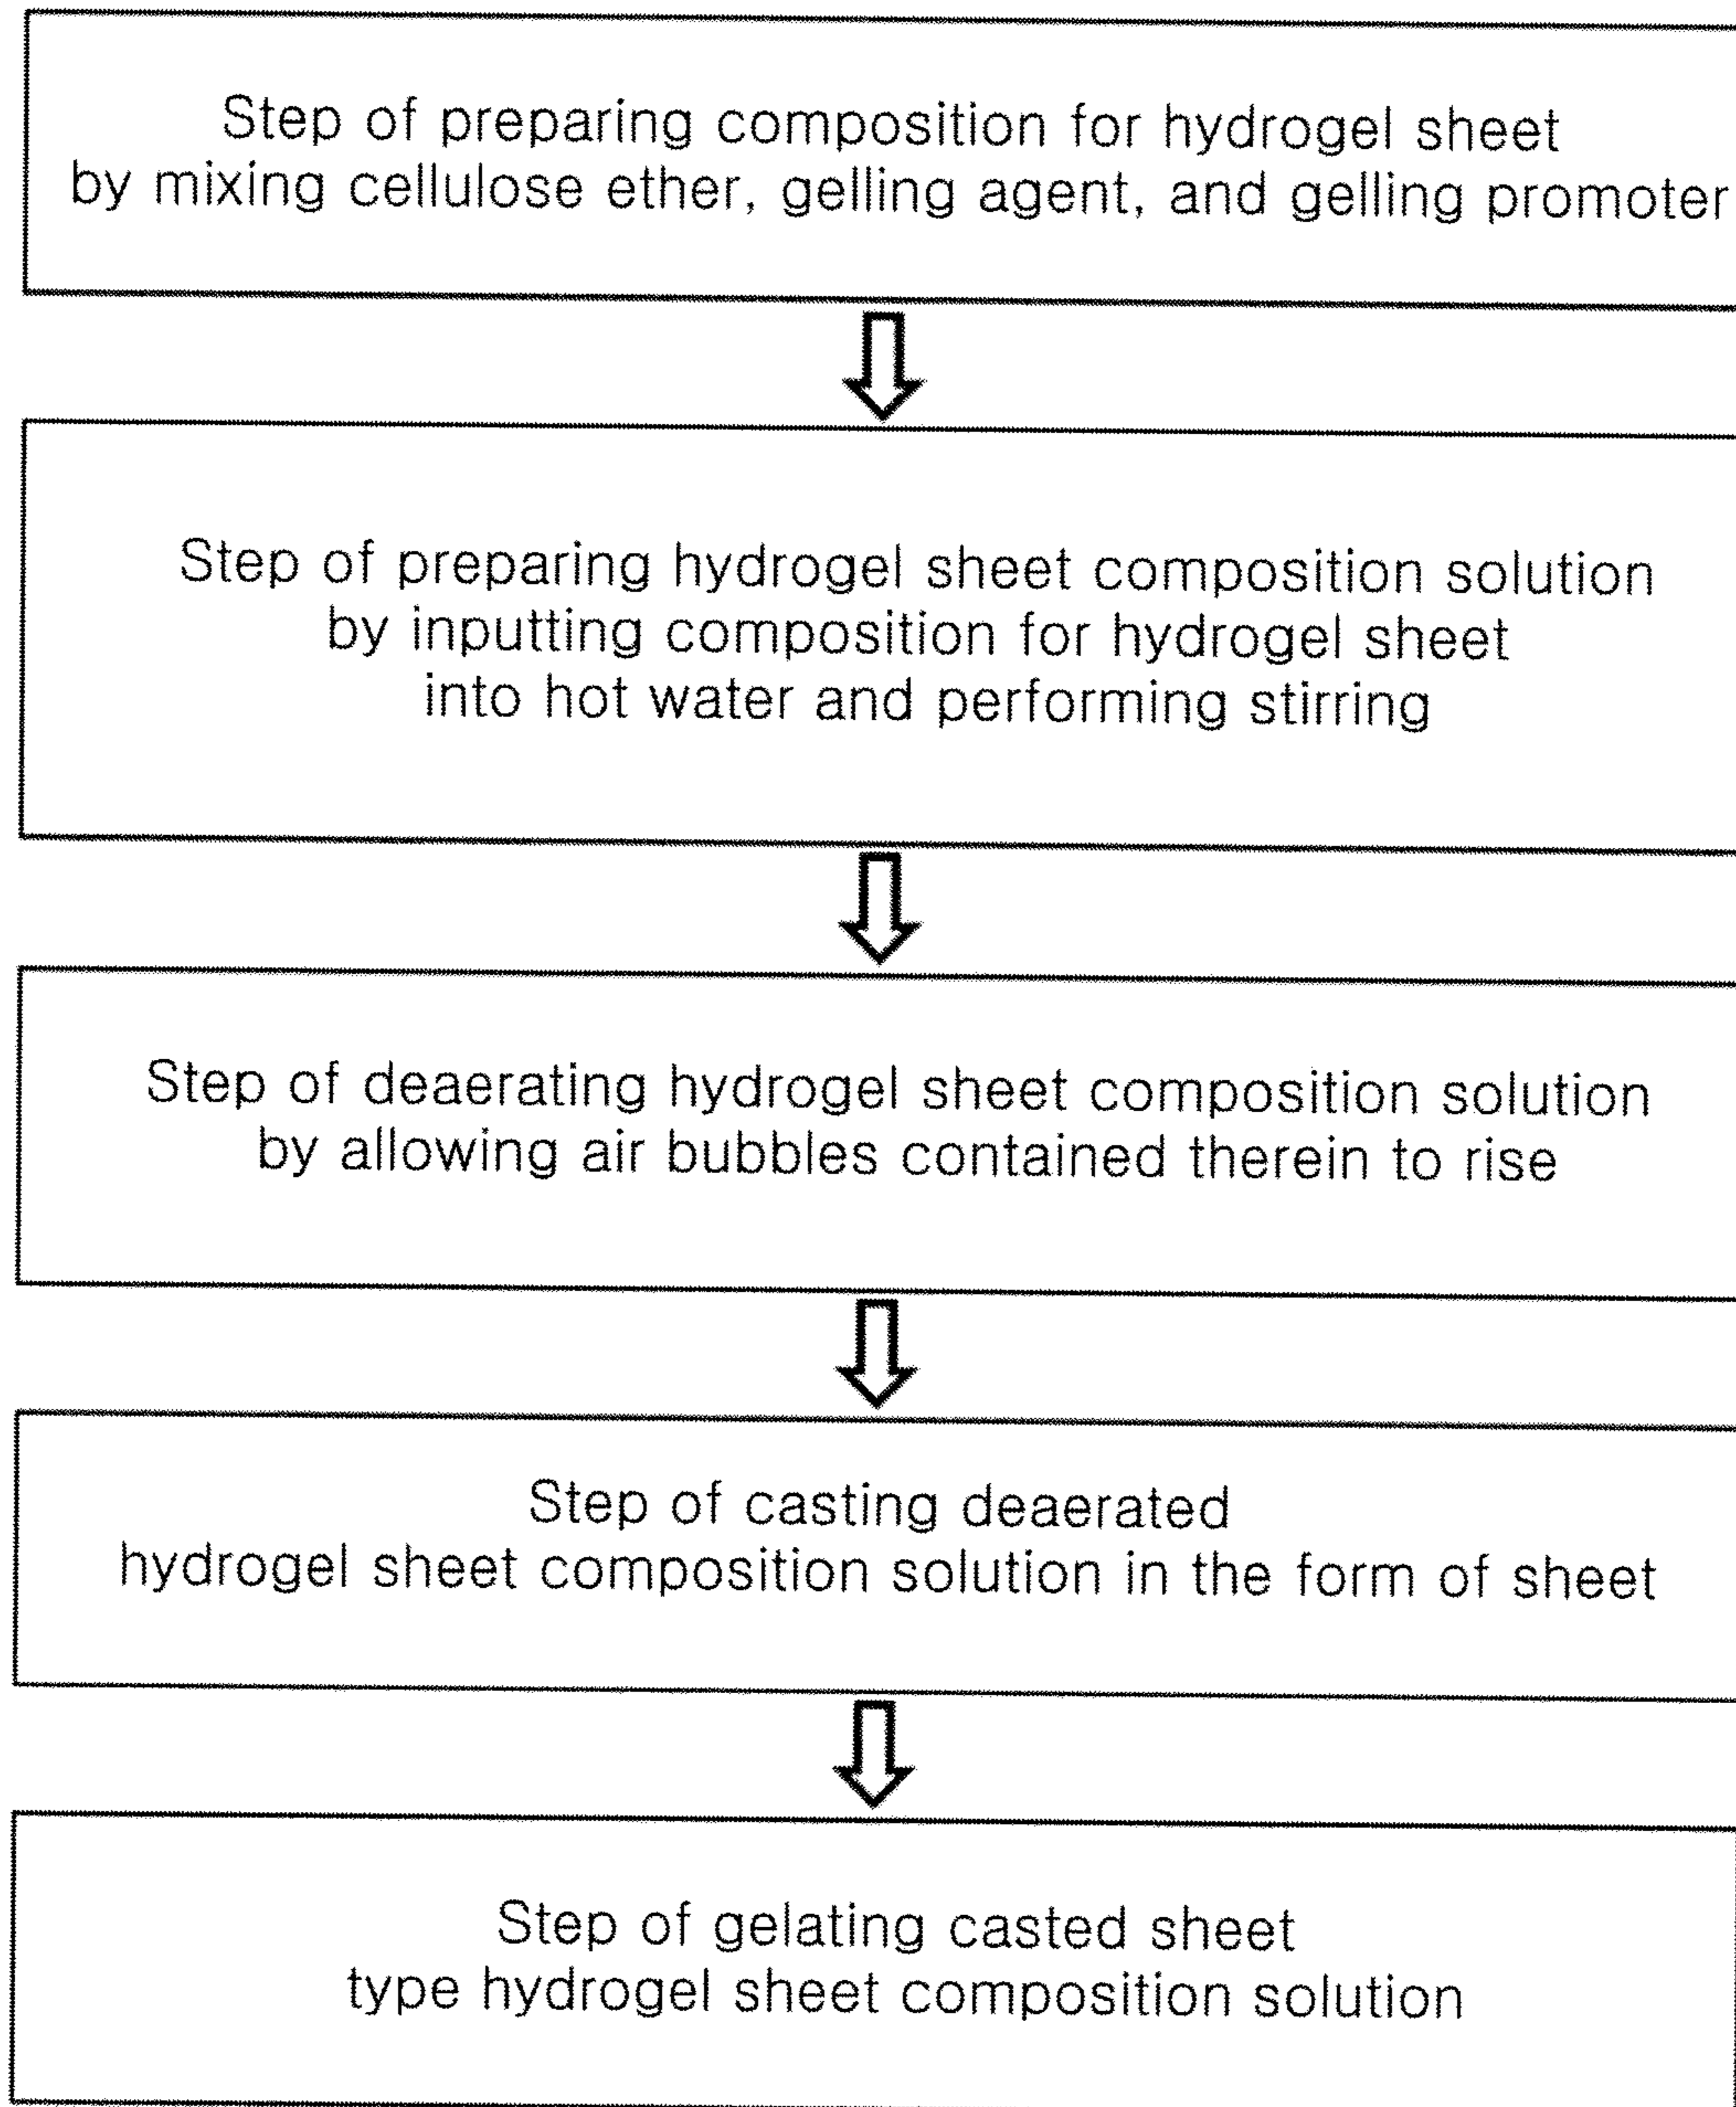 Step of preparing composition for hydrogel sheet
by mixing cellulose ether, gelling agent, and gelling promoter
Step of preparing hydrogel sheet composition solution
by inputting composition for hydrogel sheet
into hot water and performing stirring
Step of deaerating hydrogel sheet composition solution
by allowing air bubbles contained therein to rise
Step of casting deaerated
hydrogel sheet composition solution in the form of sheet
Step of gelating casted sheet
type hydrogel sheet composition solution